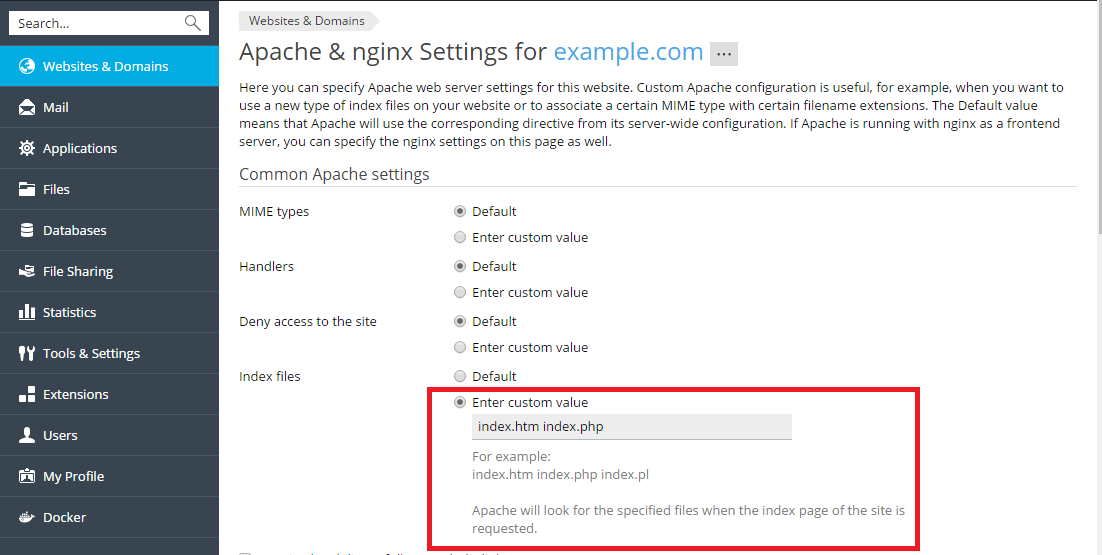 Search...
Websites & Domains
Mail
Applications
Files
Databases
File Sharing
Statistics
Tools & Settings
Extensions
Users
My Profile
Docker
Websites & Domains
Apache & nginx Settings for example.com ...
Here you can specify Apache web server settings for this website. Custom Apache configuration is useful, for example, when you want to
use a new type of index files on your website or to associate a certain MIME type with certain filename extensions. The Default value
means that Apache will use the corresponding directive from its server-wide configuration. If Apache is running with nginx as a frontend
server, you can specify the nginx settings on this page as well.
Common Apache settings
MIME types
Default
Enter custom value
Handlers
Default
Enter custom value
Deny access to the site
Default
Enter custom value
Index files
Default
Enter custom value
index.htm index.php
For example:
index.htm index.php index.pl
Apache will look for the specified files when the index page of the site is
requested.